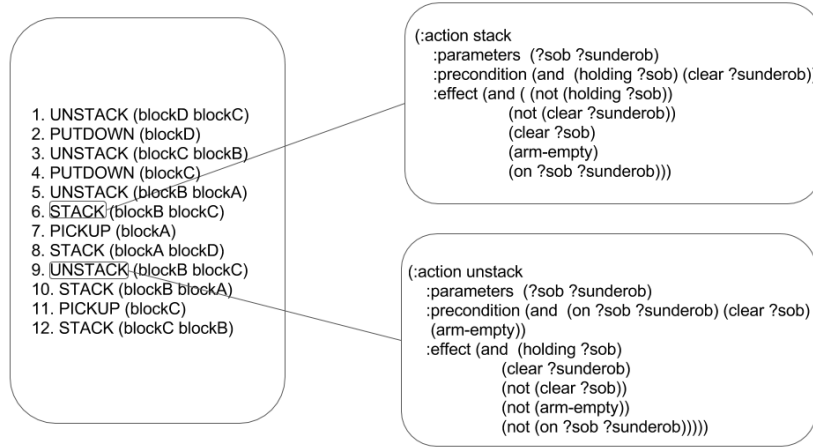 1. UNSTACK (blockD blockC)
2. PUTDOWN (blockD)
3. UNSTACK (blockC blockB)
4. PUTDOWN (blockC)
5. UNSTACK (blockB blockA)
6. STACK (blockB blockC)
7. PICKUP (blockA)
8. STACK (blockA blockD)
9. UNSTACK (blockB blockC)
10. STACK (blockB blockA)
11. PICKUP (blockC)
12. STACK (blockC blockB)
(:action stack
:parameters (?sob ?sunderob)
:precondition (and (holding ?sob) (clear ?sunderob))
:effect (and ( (not (holding ?sob))
(not (clear ?sunderob))
(clear ?sob)
(arm-empty)
(on ?sob ?sunderob)))
(:action unstack
:parameters (?sob ?sunderob)
:precondition (and (on ?sob ?sunderob) (clear ?sob)
(arm-empty))
:effect (and (holding ?sob)
(clear ?sunderob)
(not (clear ?sob))
(not (arm-empty))
(not (on ?sob ?sunderob)))))